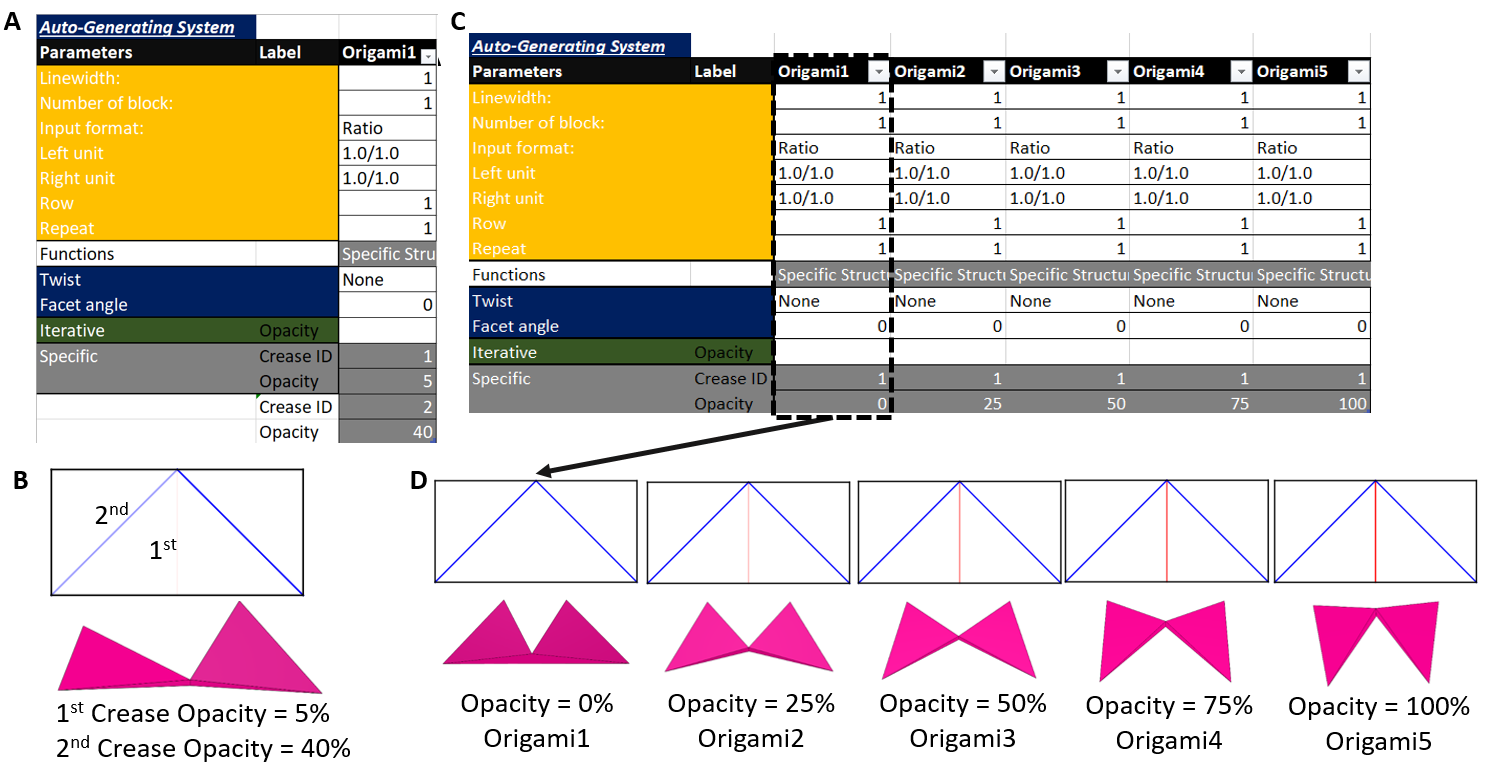 A
Auto-Generating System
Parameters Label Origami1
Linewidth: 1
Number of block: 1
Input format: Ratio
Left unit 1.0/1.0
Right unit 1.0/1.0
Row 1
Repeat 1
Functions Specific Stru
Twist None
Facet angle 0
Iterative Opacity
Specific Crease ID 1
Opacity 5
Crease ID 2
Opacity 40
B
2nd
1st
1st Crease Opacity = 5%
2nd Crease Opacity = 40%
C
Auto-Generating System
Parameters Label Origami1 Origami2 Origami3 Origami4 Origami5
Linewidth: 1 1 1 1 1
Number of block: 1 1 1 1 1
Input format: Ratio Ratio Ratio Ratio Ratio
Left unit 1.0/1.0 1.0/1.0 1.0/1.0 1.0/1.0 1.0/1.0
Right unit 1.0/1.0 1.0/1.0 1.0/1.0 1.0/1.0 1.0/1.0
Row 1 1 1 1 1
Repeat 1 1 1 1 1
Functions Specific Struct Specific Structu Specific Structu Specific Structu Specific Structu
Twist None None None None None
Facet angle 0 0 0 0 0
Iterative Opacity
Specific Crease ID 1 1 1 1 1
Opacity 0 25 50 75 100
D
Opacity = 0% Opacity = 25% Opacity = 50% Opacity = 75% Opacity = 100%
Origami1 Origami2 Origami3 Origami4 Origami5